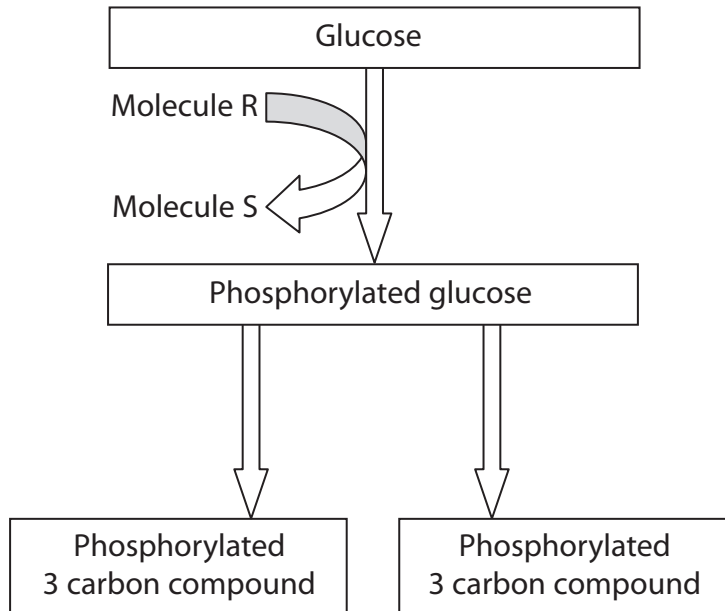 Glucose
Molecule R
Molecule S
Phosphorylated glucose
Phosphorylated
3 carbon compound
Phosphorylated
3 carbon compound